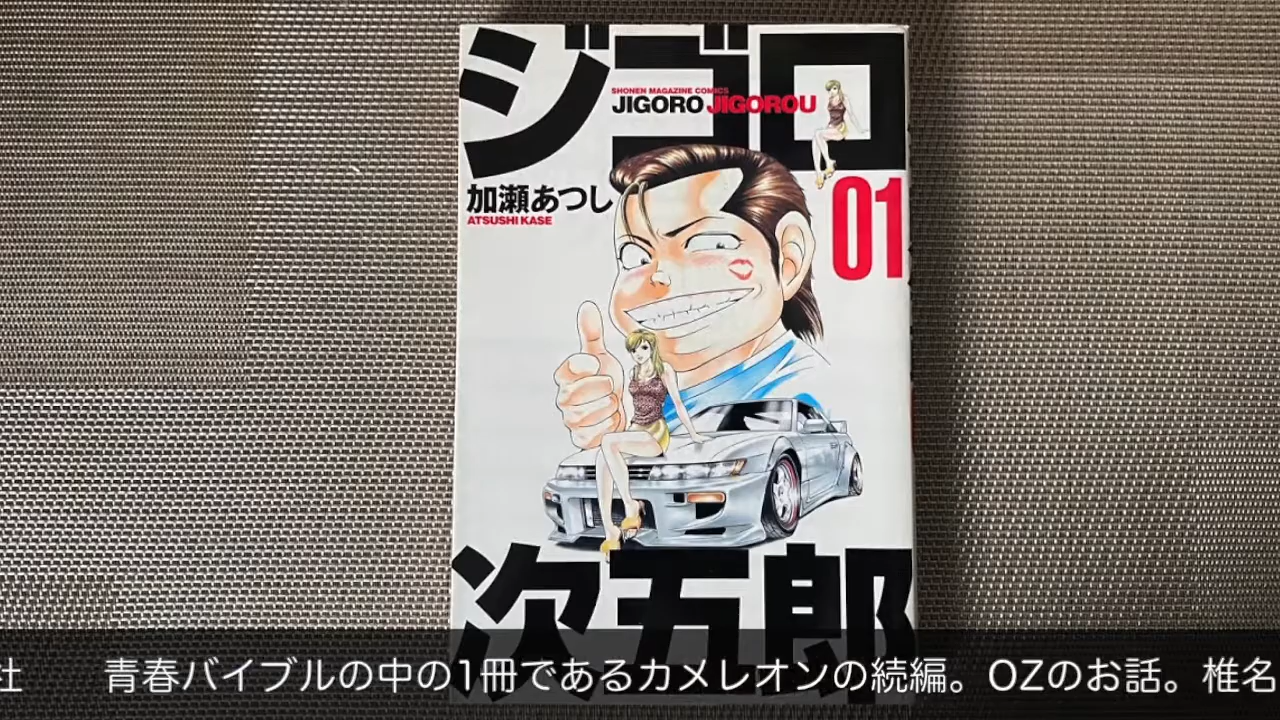 ジゴロ
SHONEN MAGAZINE COMICS
JIGORO JIGOROU
加瀬あつし
ATSUSHI KASE
01
次五郎
社　　青春バイブルの中の1冊であるカメレオンの続編。OZのお話。椎名